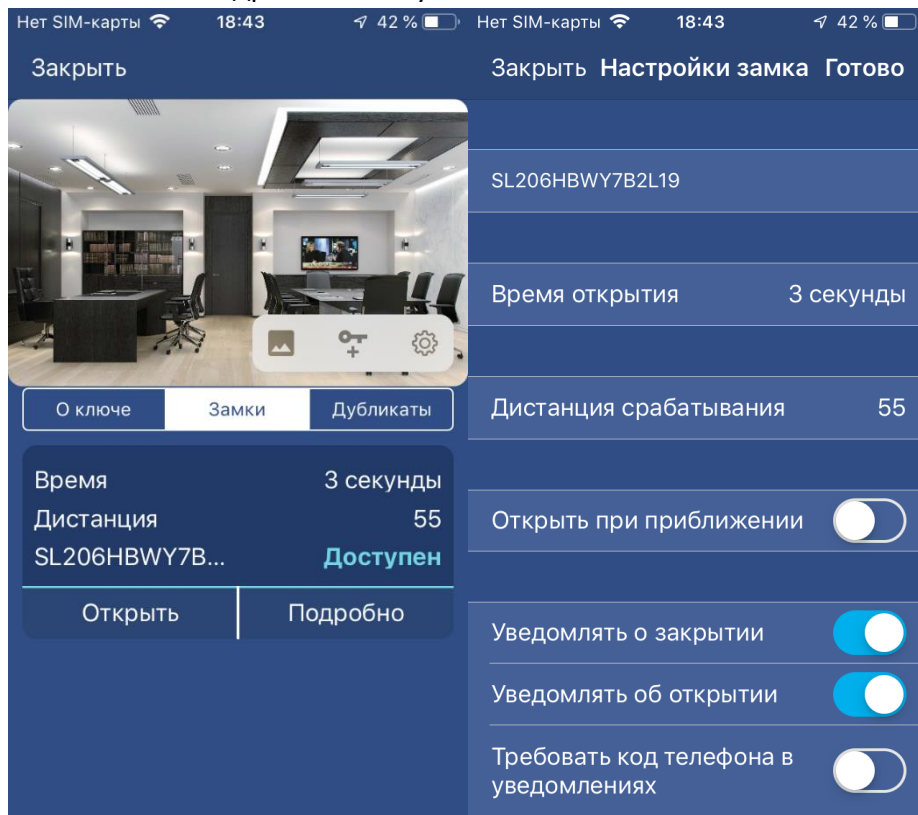 Нет SIM-карты 18:43 42 %
Закрыть
О ключе Замки Дубликаты
Время 3 секунды
Дистанция 55
SL206HBWY7B... Доступен
Открыть Подробно
Нет SIM-карты 18:43 42 %
Закрыть Настройки замка Готово
SL206HBWY7B2L19
Время открытия 3 секунды
Дистанция срабатывания 55
Открыть при приближении
Уведомлять о закрытии
Уведомлять об открытии
Требовать код телефона в
уведомлениях